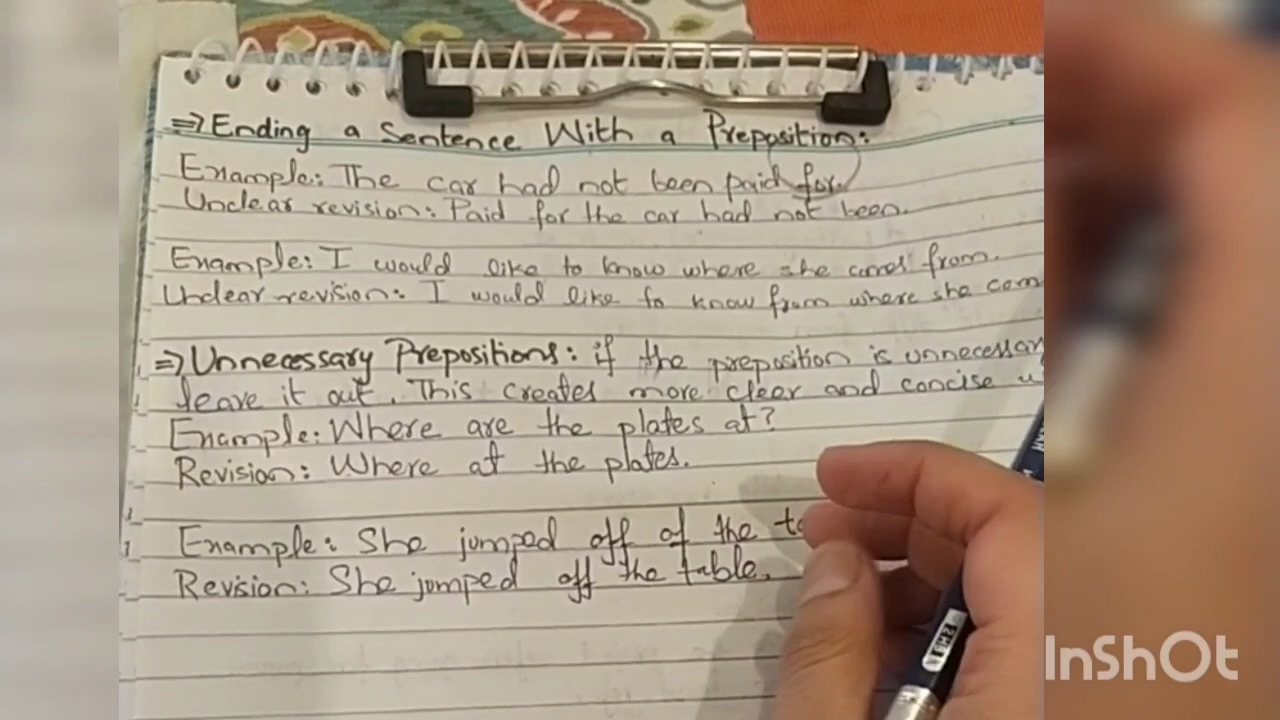 ⇒ Ending a Sentence With a Preposition:
Example: The car had not been paid for.
Unclear revision: Paid for the car had not been.
Example: I would like to know where she comes from.
Unclear revision: I would like to know from where she com
⇒ Unnecessary Prepositions: if the preposition is unnecessary
leave it out. This creates more clear and concise
Example: Where are the plates at?
Revision: Where at the plates.
Example: She jumped off of the
Revision: She jumped off the table.
InShOt